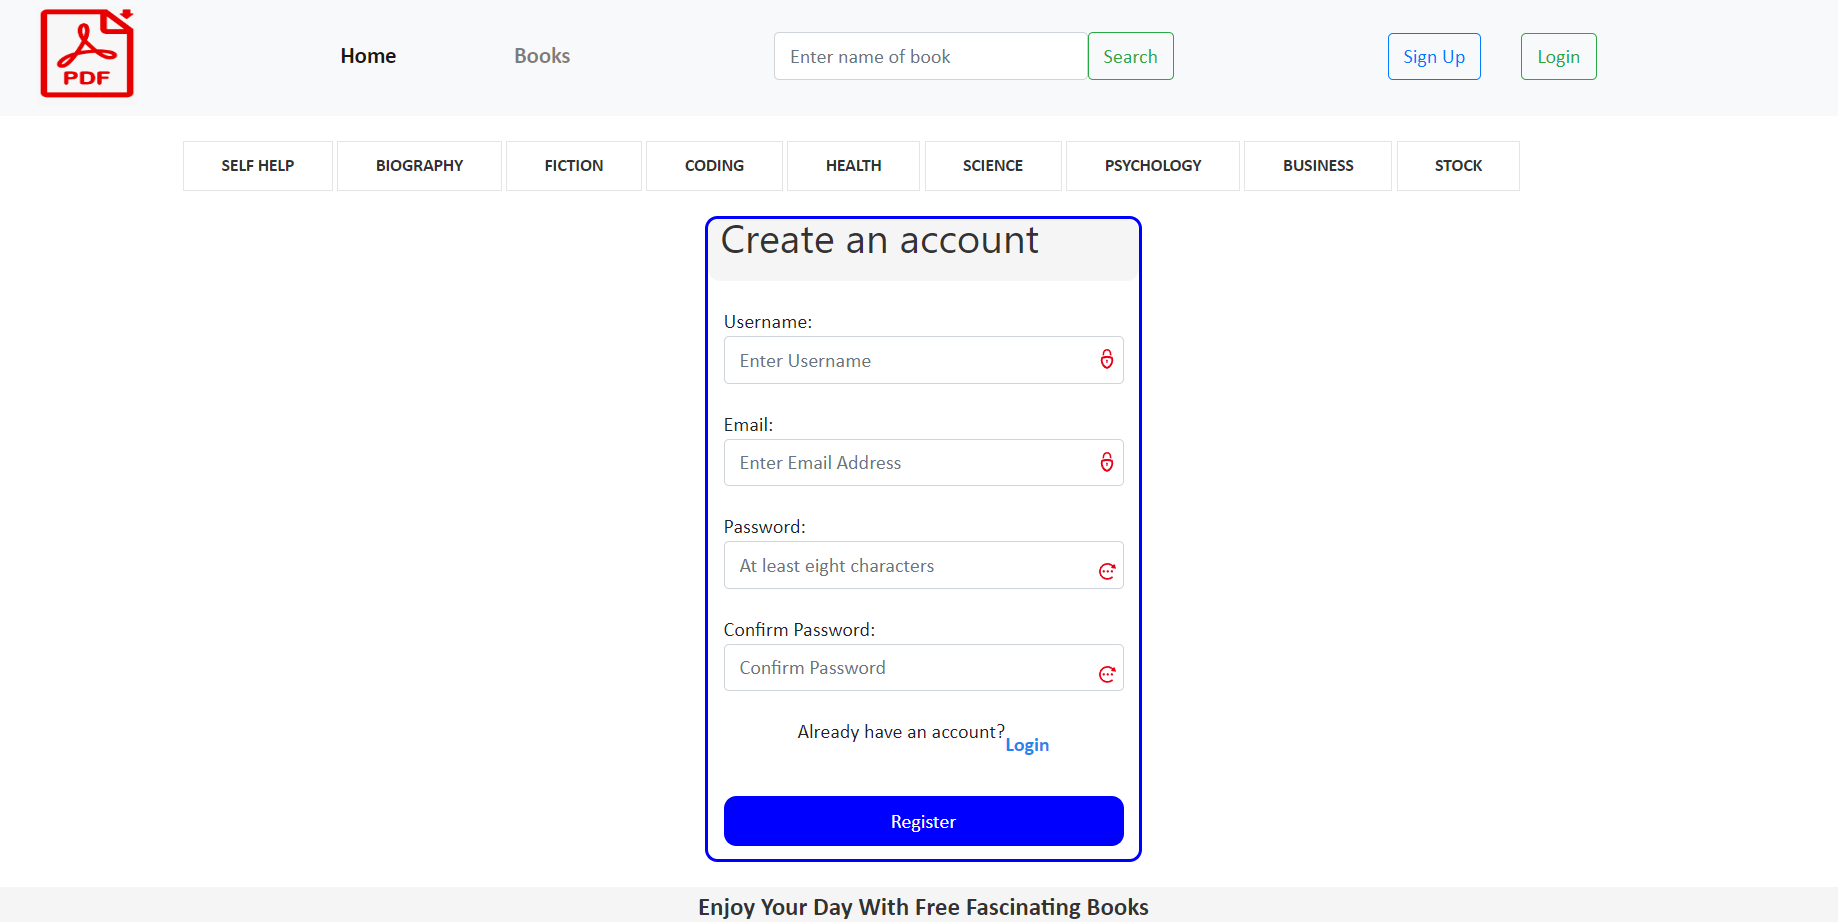 PDF
Home Books Enter name of book Search Sign Up Login
SELF HELP BIOGRAPHY FICTION CODING HEALTH SCIENCE PSYCHOLOGY BUSINESS STOCK
Create an account
Username:
Enter Username
Email:
Enter Email Address
Password:
At least eight characters
Confirm Password:
Confirm Password
Already have an account? Login
Register
Enjoy Your Day With Free Fascinating Books